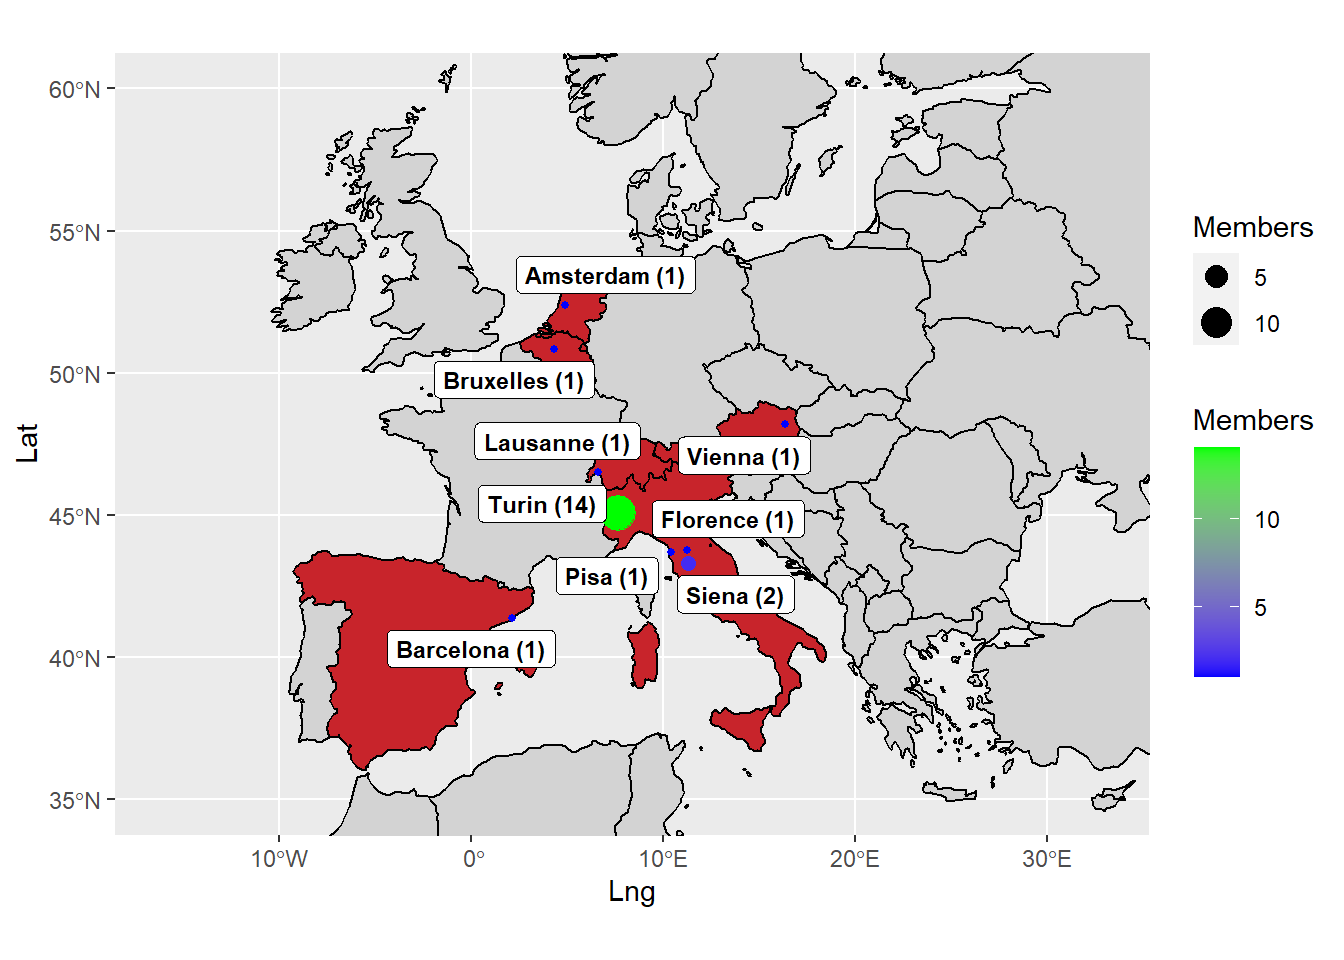 60°N
55°N
50°N
45°N
40°N
35°N
Lat
Amsterdam (1)
Bruxelles (1)
Lausanne (1)
Vienna (1)
Turin (14)
Florence (1)
Pisa (1)
Siena (2)
Barcelona (1)
10°W
0°
10°E
20°E
30°E
Lng
Members
5
10
Members
10
5